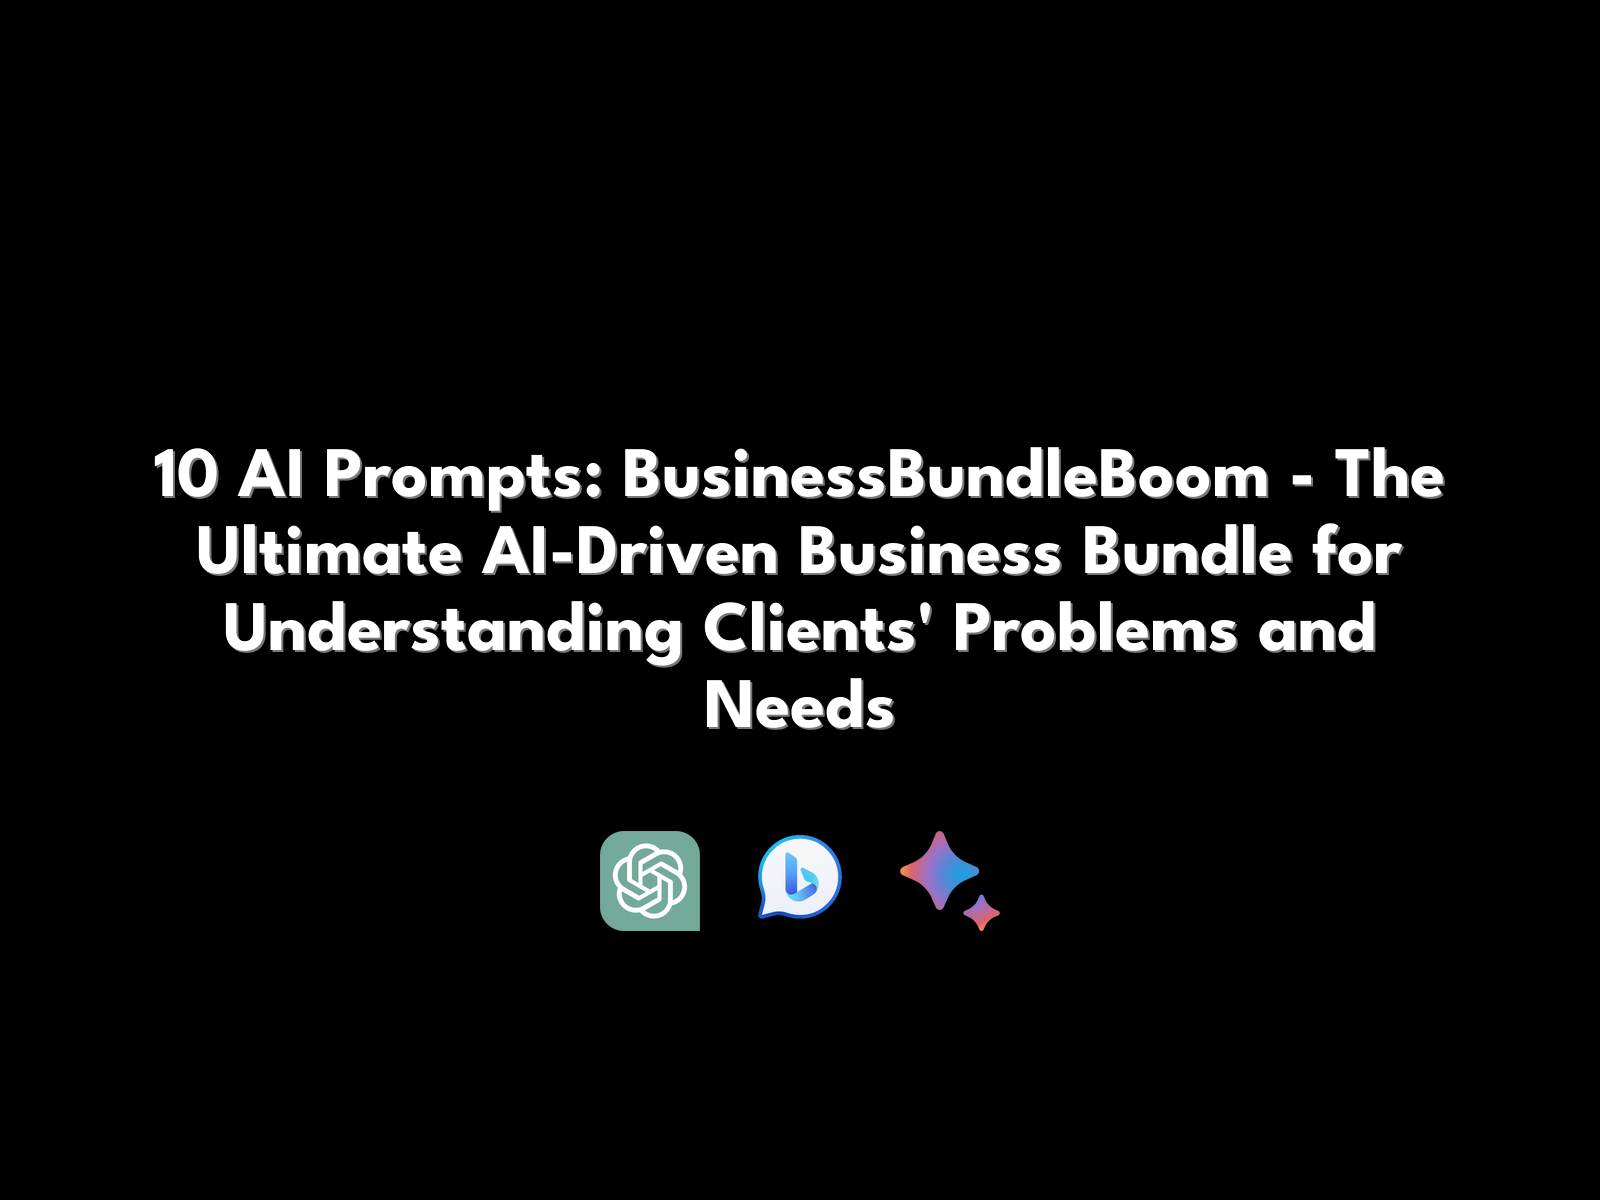 10 AI Prompts: BusinessBundleBoom - The
Ultimate AI-Driven Business Bundle for
Understanding Clients' Problems and
Needs